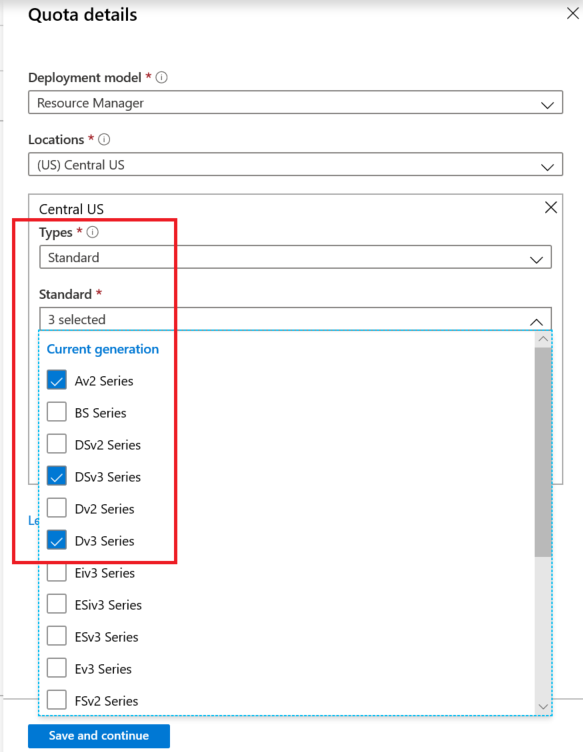 Quota details
Deployment model *
Resource Manager
Locations *
(US) Central US
Central US
Types *
Standard
Standard *
3 selected
Current generation
Av2 Series
BS Series
DSv2 Series
DSv3 Series
Dv2 Series
Le
Dv3 Series
Eiv3 Series
ESiv3 Series
ESv3 Series
Ev3 Series
FSv2 Series
Save and continue